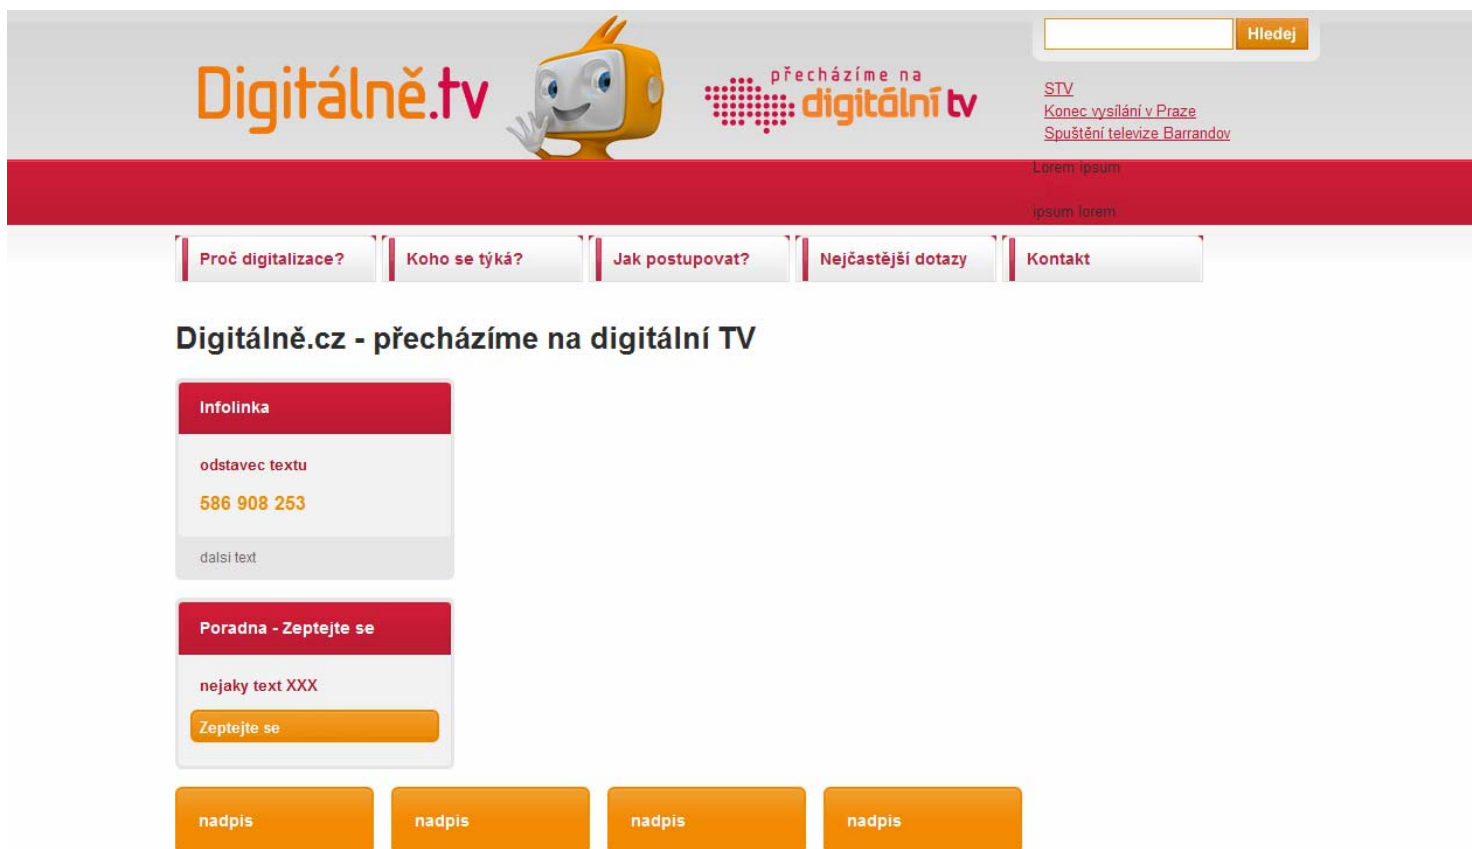 Hledej
Digitálně.tv
přecházíme na
digitální tv
STV
Konec vysílání v Praze
Spuštění televize Barrandov
Lorem ipsum
ipsum lorem
Proč digitalizace?
Koho se týká?
Jak postupovat?
Nejčastější dotazy
Kontakt
Digitálně.cz - přecházíme na digitální TV
Infolinka
odstavec textu
586 908 253
dalsi text
Poradna - Zeptejte se
nejaky text XXX
Zeptejte se
nadpis
nadpis
nadpis
nadpis